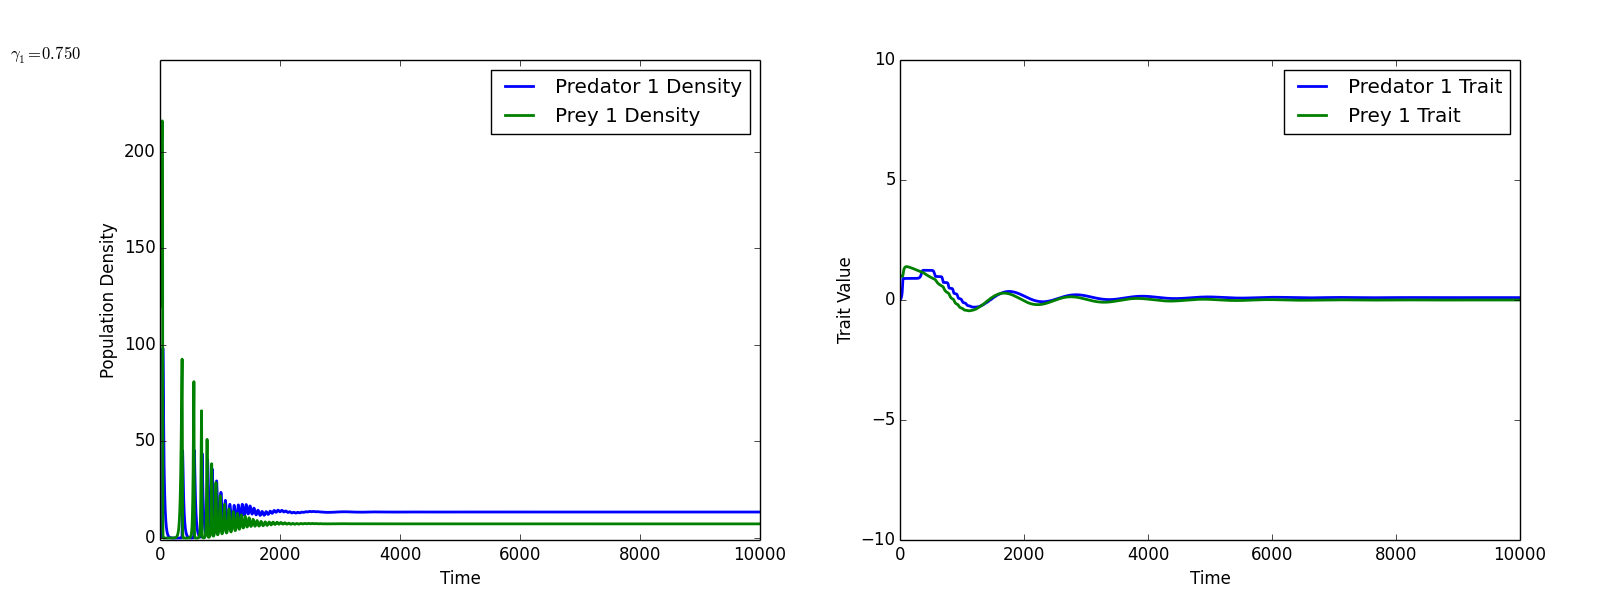 γ₁=0.750
Predator 1 Density
Prey 1 Density
200
150
100
50
0
Population Density
0 2000 4000 6000 8000 10000
Time
Predator 1 Trait
Prey 1 Trait
10
5
0
−5
−10
Trait Value
0 2000 4000 6000 8000 10000
Time